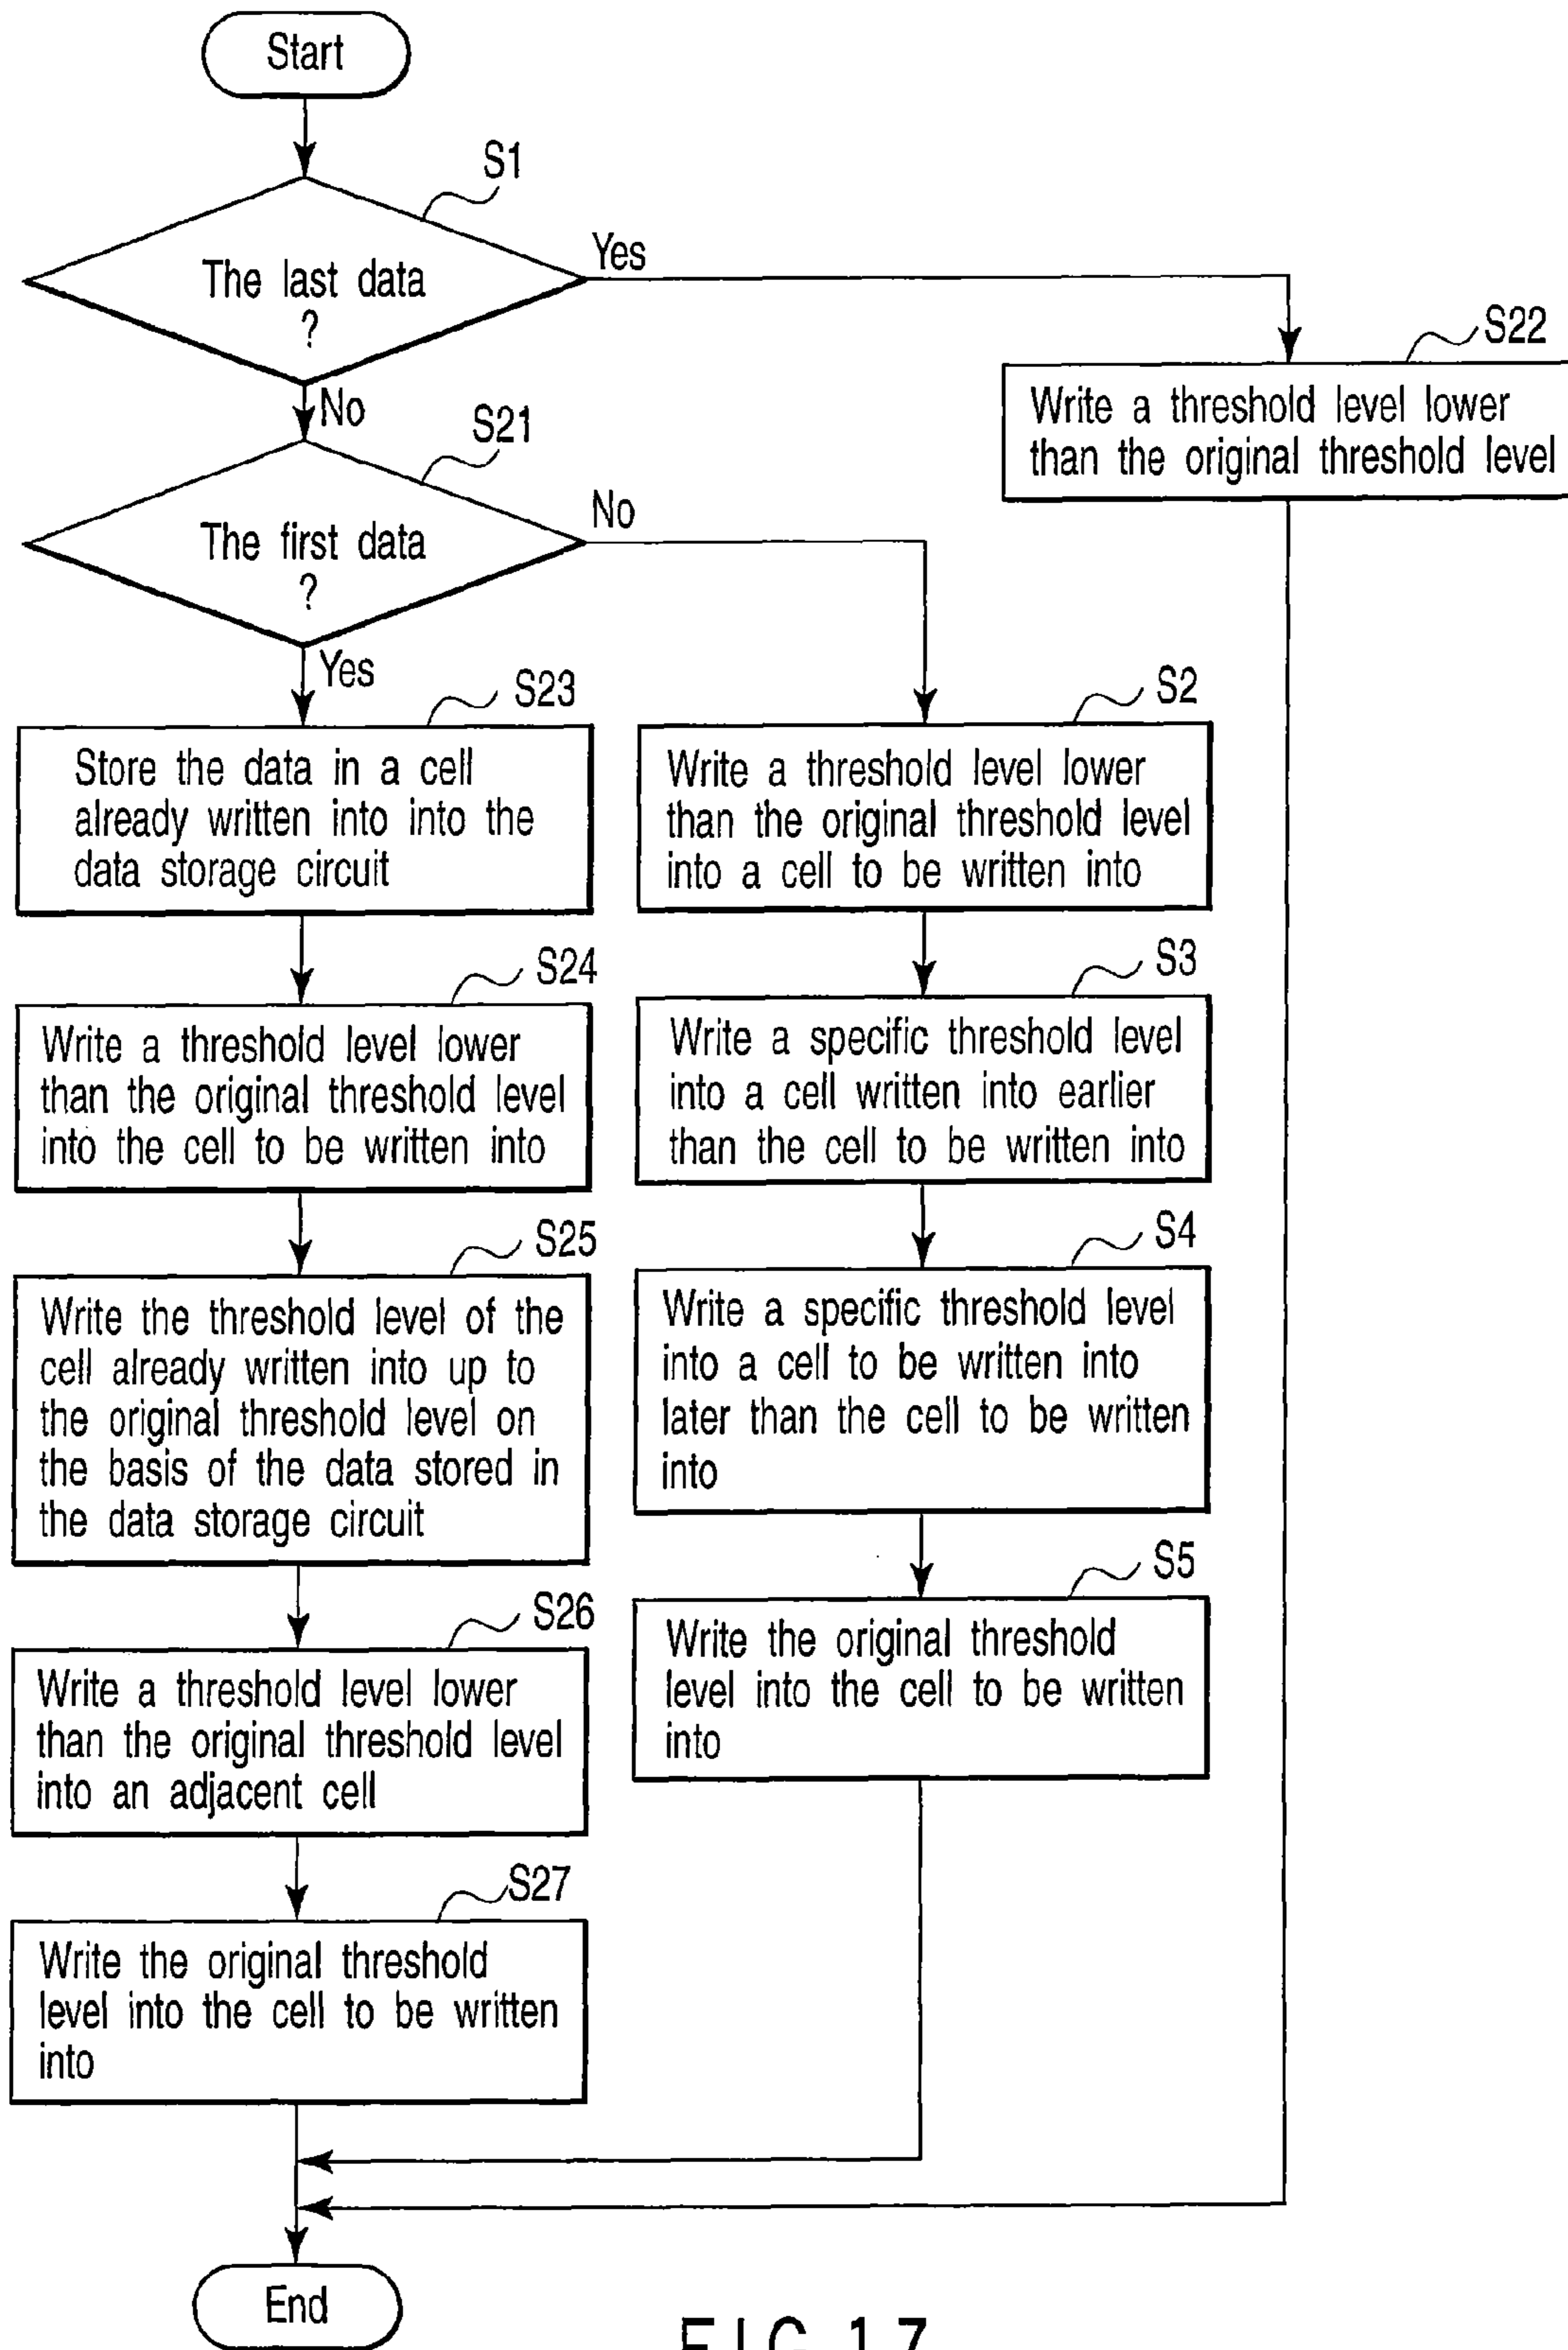 Start
S1
The last data
?
Yes
No
S22
Write a threshold level lower
than the original threshold level
S21
The first data
?
No
Yes
S23
Store the data in a cell
already written into into the
data storage circuit
S24
Write a threshold level lower
than the original threshold level
into the cell to be written into
S25
Write the threshold level of the
cell already written into up to
the original threshold level on
the basis of the data stored in
the data storage circuit
S26
Write a threshold level lower
than the original threshold level
into an adjacent cell
S27
Write the original threshold
level into the cell to be written
into
S2
Write a threshold level lower
than the original threshold level
into a cell to be written into
S3
Write a specific threshold level
into a cell written into earlier
than the cell to be written into
S4
Write a specific threshold level
into a cell to be written into
later than the cell to be written
into
S5
Write the original threshold
level into the cell to be written
into
End
FIG. 17